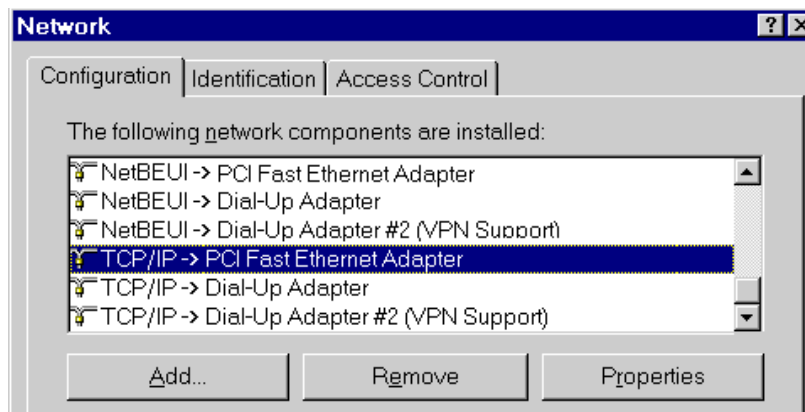 Network
Configuration Identification Access Control
The following network components are installed:
NetBEUI -> PCI Fast Ethernet Adapter
NetBEUI -> Dial-Up Adapter
NetBEUI -> Dial-Up Adapter #2 (VPN Support)
TCP/IP -> PCI Fast Ethernet Adapter
TCP/IP -> Dial-Up Adapter
TCP/IP -> Dial-Up Adapter #2 (VPN Support)
Add... Remove Properties